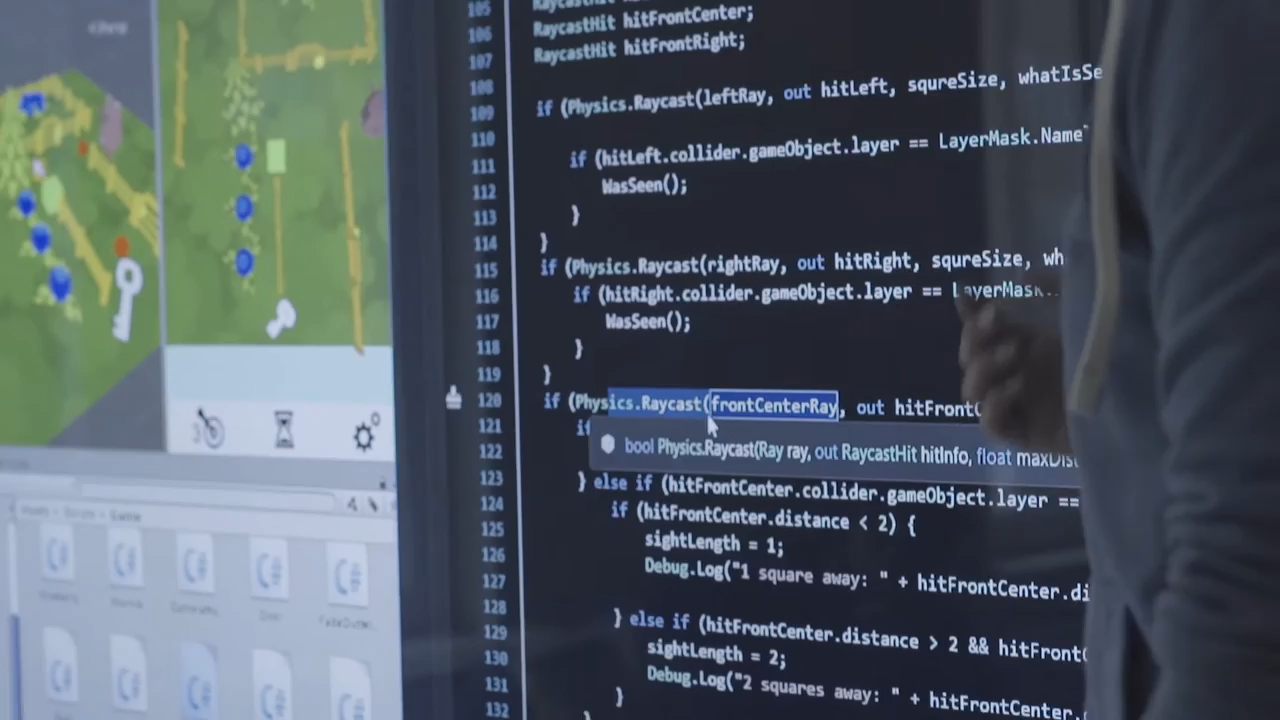 105
106 RaycastHit hitFrontCenter;
107 RaycastHit hitFrontRight;
108
109 if (Physics.Raycast(leftRay, out hitLeft, squreSize, whatIsSe
110
111 if (hitLeft.collider.gameObject.layer == LayerMask.Name
112 WasSeen();
113 }
114 }
115 if (Physics.Raycast(rightRay, out hitRight, squreSize, wh
116 if (hitRight.collider.gameObject.layer == LayerMask
117 WasSeen();
118 }
119 }
120 if (Physics.Raycast(frontCenterRay, out hitFrontC
121 if
122 bool Physics.Raycast(Ray ray, out RaycastHit hitInfo, float maxDist
123 } else if (hitFrontCenter.collider.gameObject.layer ==
124 if (hitFrontCenter.distance < 2) {
125 sightLength = 1;
126 Debug.Log("1 square away: " + hitFrontCenter.di
127
128 } else if (hitFrontCenter.distance > 2 && hitFront
129 sightLength = 2;
130 Debug.Log("2 squares away: " + hitFrontCenter.
131 }
132 }
3
C#
C#
C#
C#
C#
C#
C#
C#
C#
C#